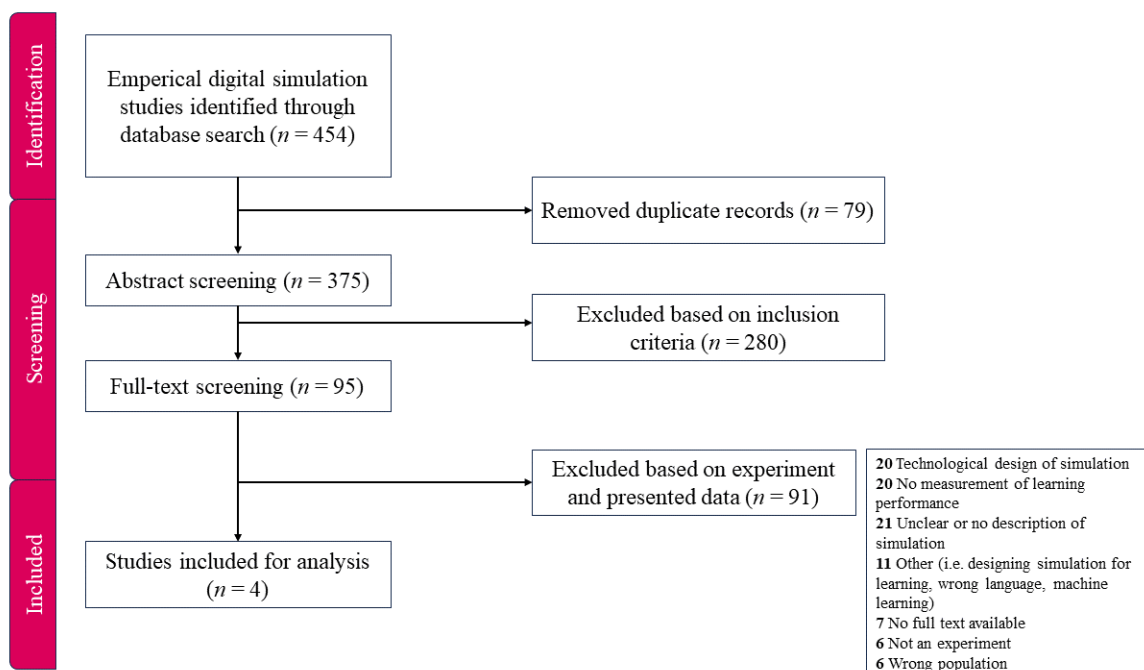 Identification
Emperical digital simulation
studies identified through
database search (n = 454)
Removed duplicate records (n = 79)
Screening
Abstract screening (n = 375)
Excluded based on inclusion
criteria (n = 280)
Full-text screening (n = 95)
Excluded based on experiment
and presented data (n = 91)
20 Technological design of simulation
20 No measurement of learning
performance
21 Unclear or no description of
simulation
11 Other (i.e. designing simulation for
learning, wrong language, machine
learning)
7 No full text available
6 Not an experiment
6 Wrong population
Included
Studies included for analysis
(n = 4)